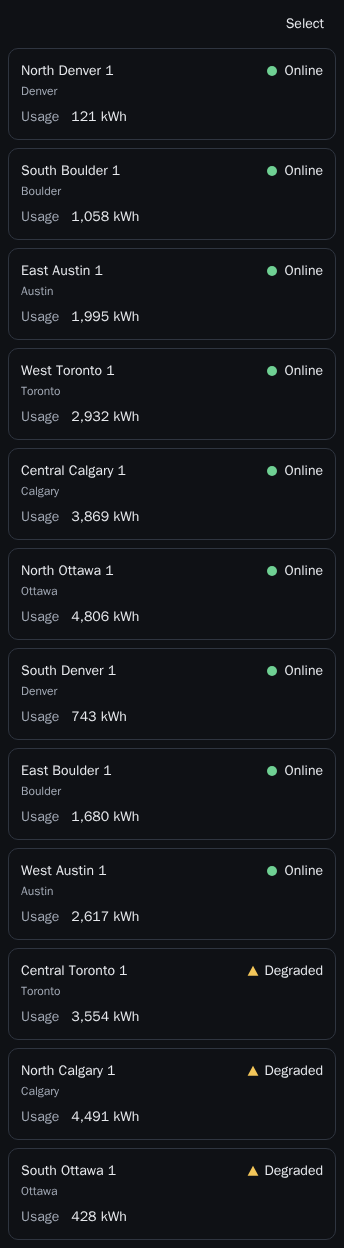 Select
North Denver 1
Online
Denver
Usage 121 kWh
South Boulder 1
Online
Boulder
Usage 1,058 kWh
East Austin 1
Online
Austin
Usage 1,995 kWh
West Toronto 1
Online
Toronto
Usage 2,932 kWh
Central Calgary 1
Online
Calgary
Usage 3,869 kWh
North Ottawa 1
Online
Ottawa
Usage 4,806 kWh
South Denver 1
Online
Denver
Usage 743 kWh
East Boulder 1
Online
Boulder
Usage 1,680 kWh
West Austin 1
Online
Austin
Usage 2,617 kWh
Central Toronto 1
Degraded
Toronto
Usage 3,554 kWh
North Calgary 1
Degraded
Calgary
Usage 4,491 kWh
South Ottawa 1
Degraded
Ottawa
Usage 428 kWh